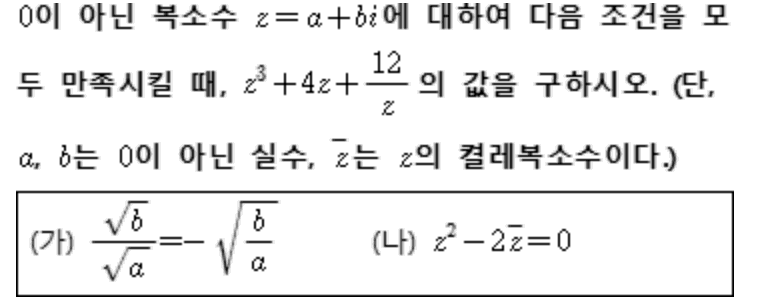 0이 아닌 복소수 z=a+bi에 대하여 다음 조건을 모
두 만족시킬 때, z³+4z+12/z 의 값을 구하시오. (단,
a, b는 0이 아닌 실수, z̄는 z의 켤레복소수이다.)
(가) √b/√a=-√(b/a) (나) z²-2z̄=0